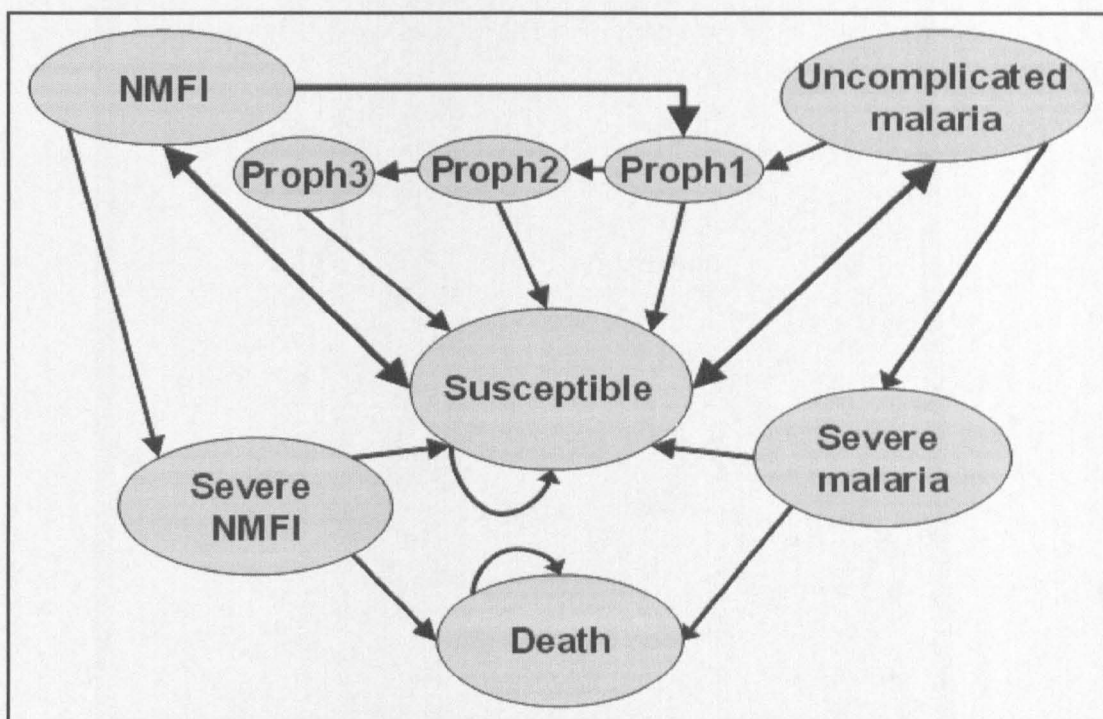 NMFI
Uncomplicated
malaria
Proph3
Proph2
Proph1
Susceptible
Severe
NMFI
Severe
malaria
Death